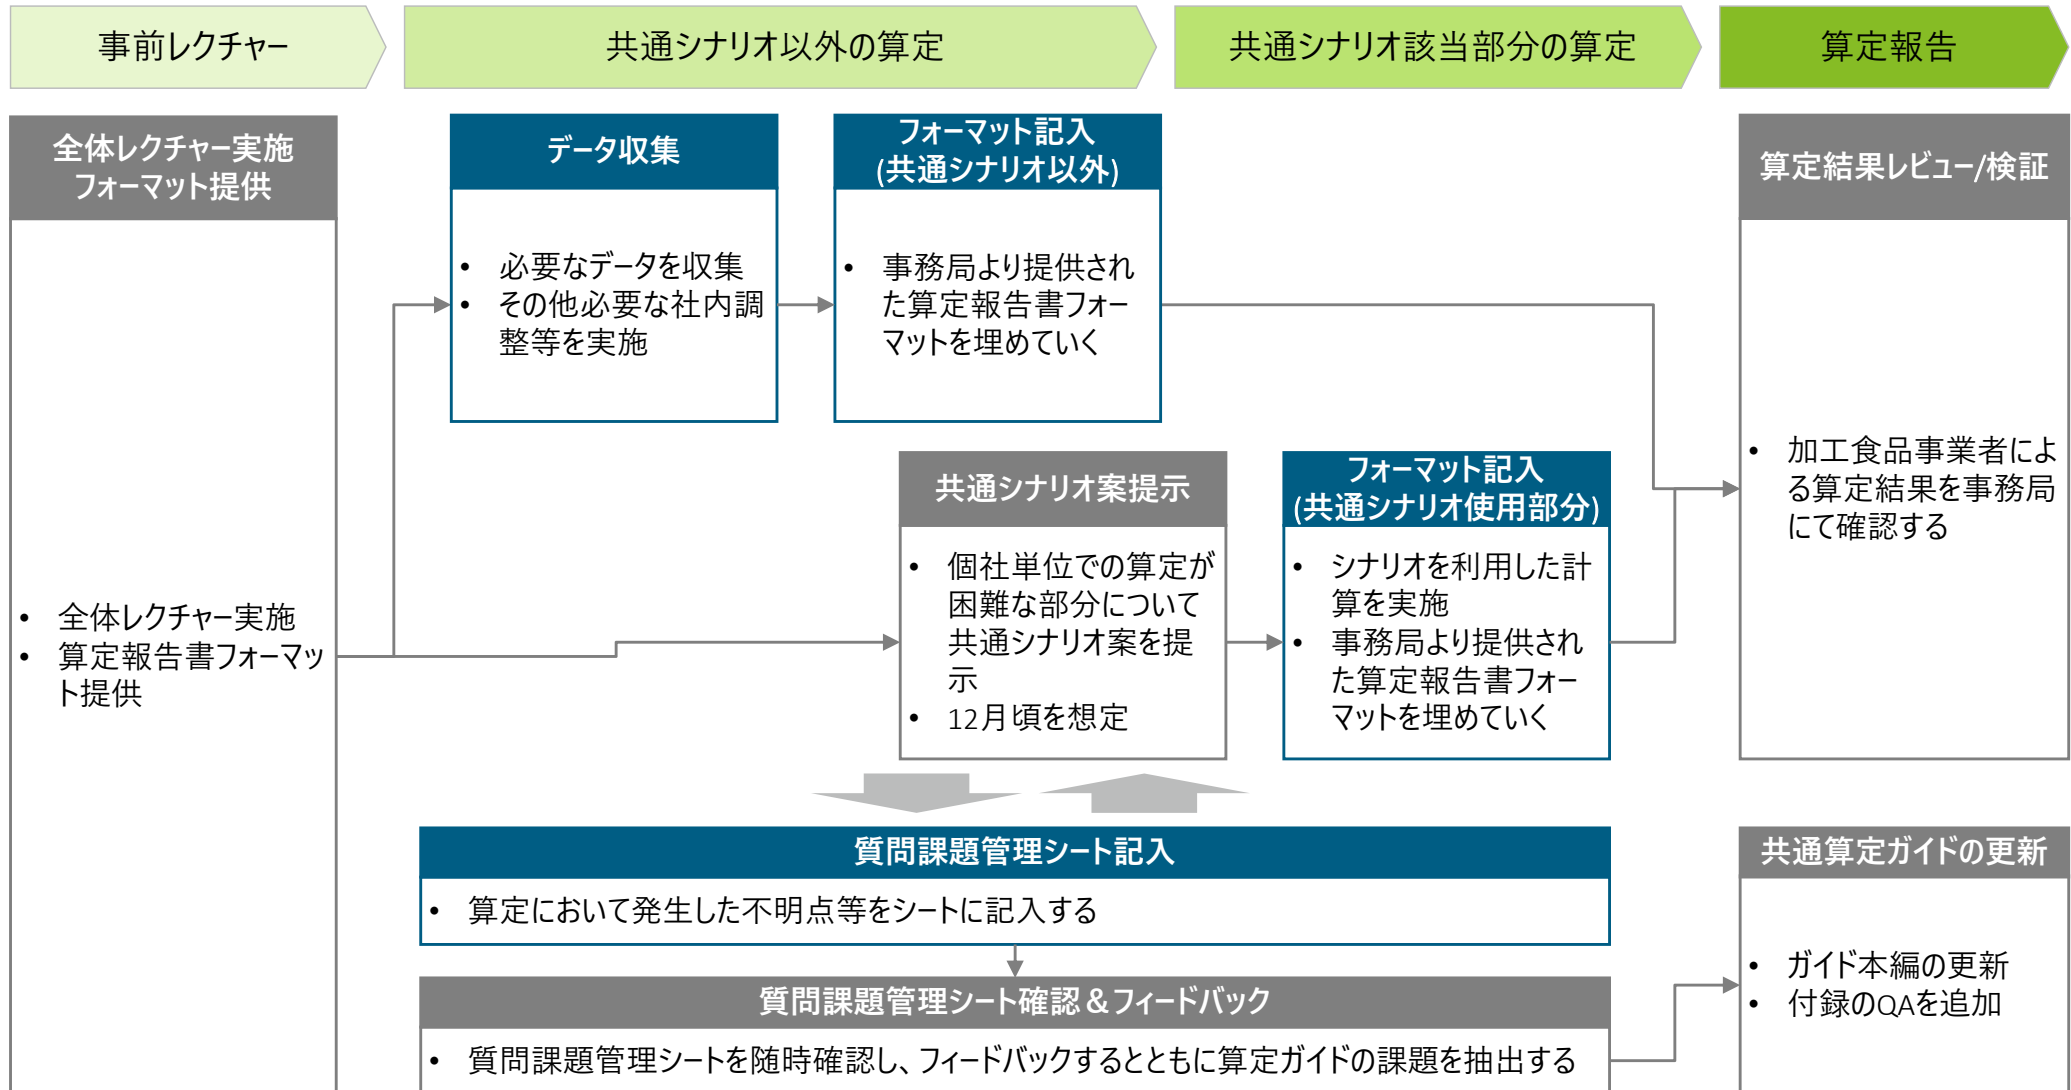 事前レクチャー
共通シナリオ以外の算定
共通シナリオ該当部分の算定
算定報告
全体レクチャー実施
フォーマット提供
• 全体レクチャー実施
• 算定報告書フォーマッ
ト提供
データ収集
• 必要なデータを収集
• その他必要な社内調
整等を実施
フォーマット記入
(共通シナリオ以外)
• 事務局より提供され
た算定報告書フォー
マットを埋めていく
共通シナリオ案提示
• 個社単位での算定が
困難な部分について
共通シナリオ案を提
示
• 12月頃を想定
フォーマット記入
(共通シナリオ使用部分)
• シナリオを利用した計
算を実施
• 事務局より提供され
た算定報告書フォー
マットを埋めていく
算定結果レビュー/検証
• 加工食品事業者によ
る算定結果を事務局
にて確認する
質問課題管理シート記入
• 算定において発生した不明点等をシートに記入する
質問課題管理シート確認＆フィードバック
• 質問課題管理シートを随時確認し、フィードバックするとともに算定ガイドの課題を抽出する
共通算定ガイドの更新
• ガイド本編の更新
• 付録のQAを追加